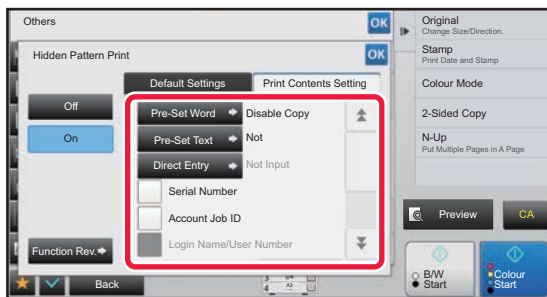 Others
OK
Hidden Pattern Print
OK
Default Settings
Print Contents Setting
Off
On
Pre-Set Word
Disable Copy
Pre-Set Text
Not
Direct Entry
Not Input
Serial Number
Account Job ID
Login Name/User Number
Function Rev.
Back
Original
Change Size/Direction.
Stamp
Print Date and Stamp
Colour Mode
2-Sided Copy
N-Up
Put Multiple Pages in A Page
Preview
CA
B/W
Start
Colour
Start